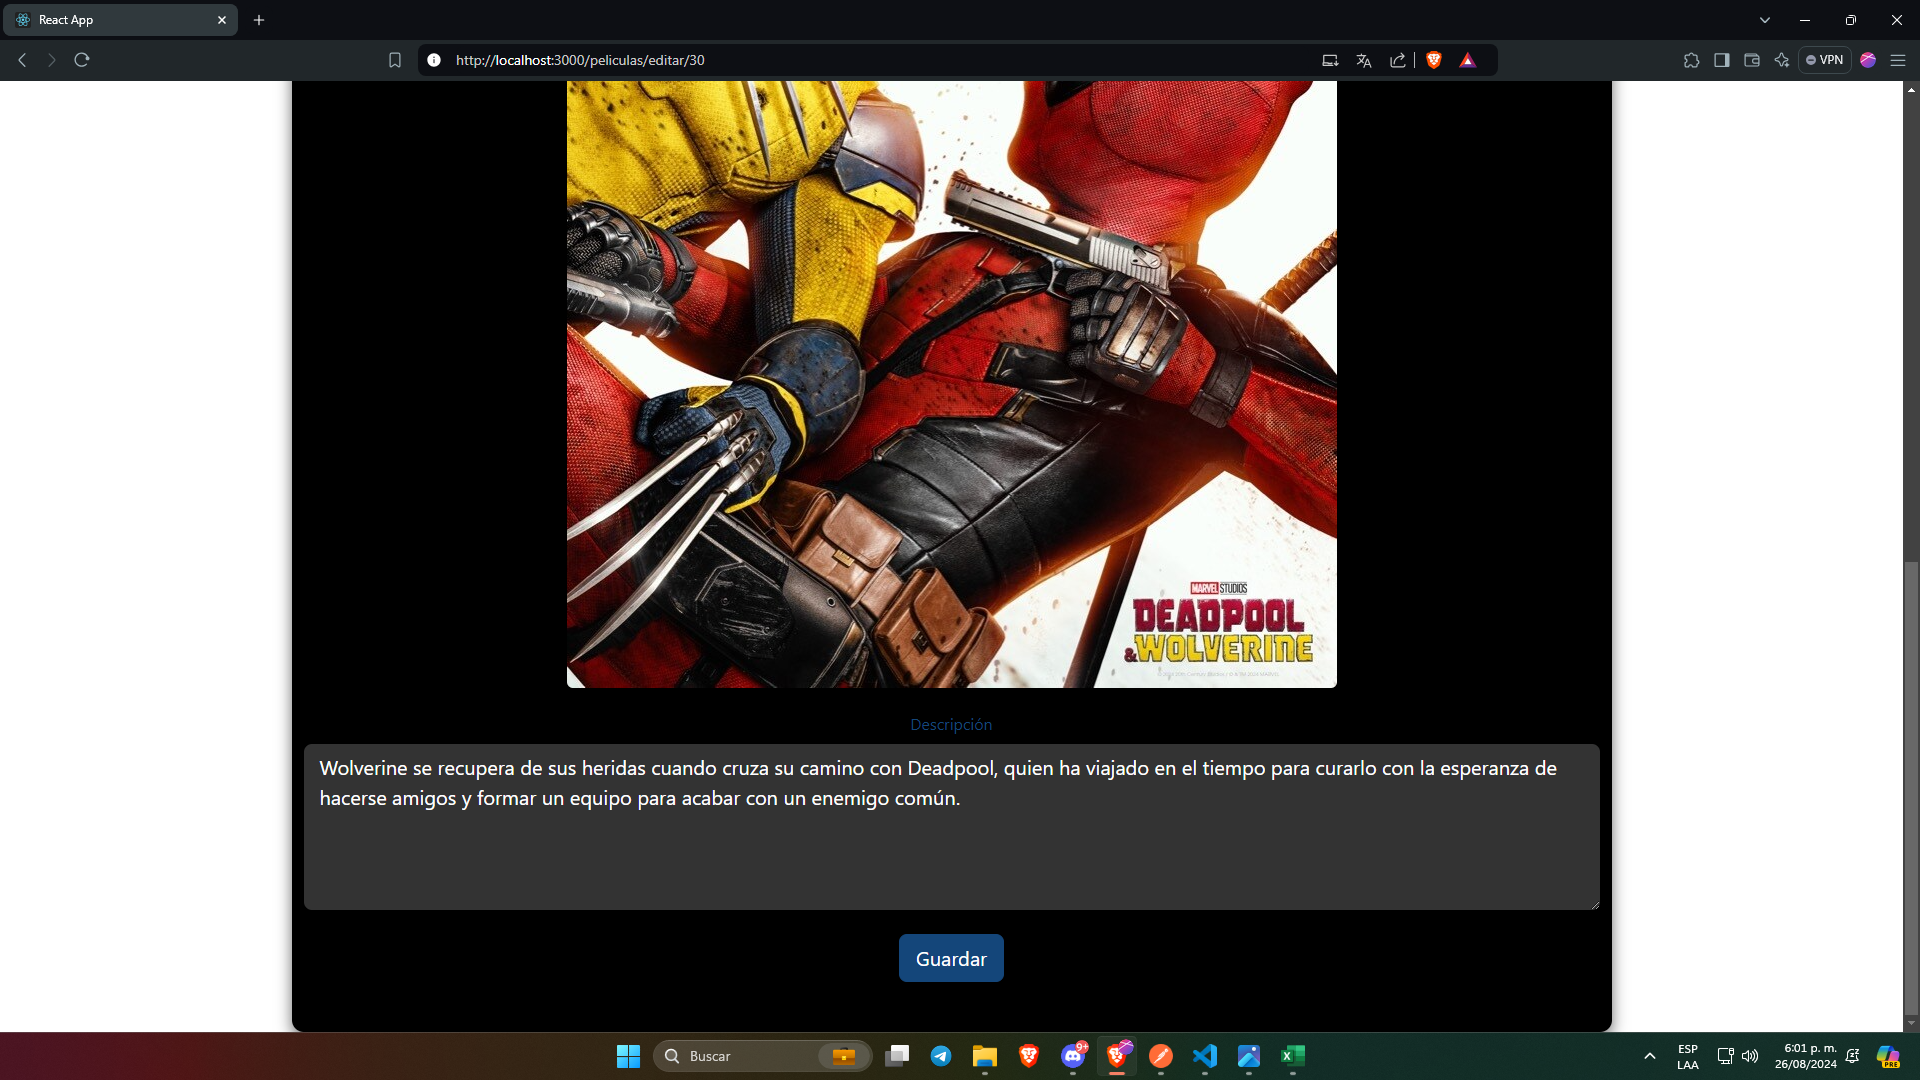 React App
http://localhost:3000/peliculas/editar/30
VPN
MARVEL STUDIOS
DEADPOOL
&WOLVERINE
Descripción
Wolverine se recupera de sus heridas cuando cruza su camino con Deadpool, quien ha viajado en el tiempo para curarlo con la esperanza de
hacerse amigos y formar un equipo para acabar con un enemigo común.
Guardar
Buscar
9+
ESP
LAA
6:01 p. m.
26/08/2024
PRE